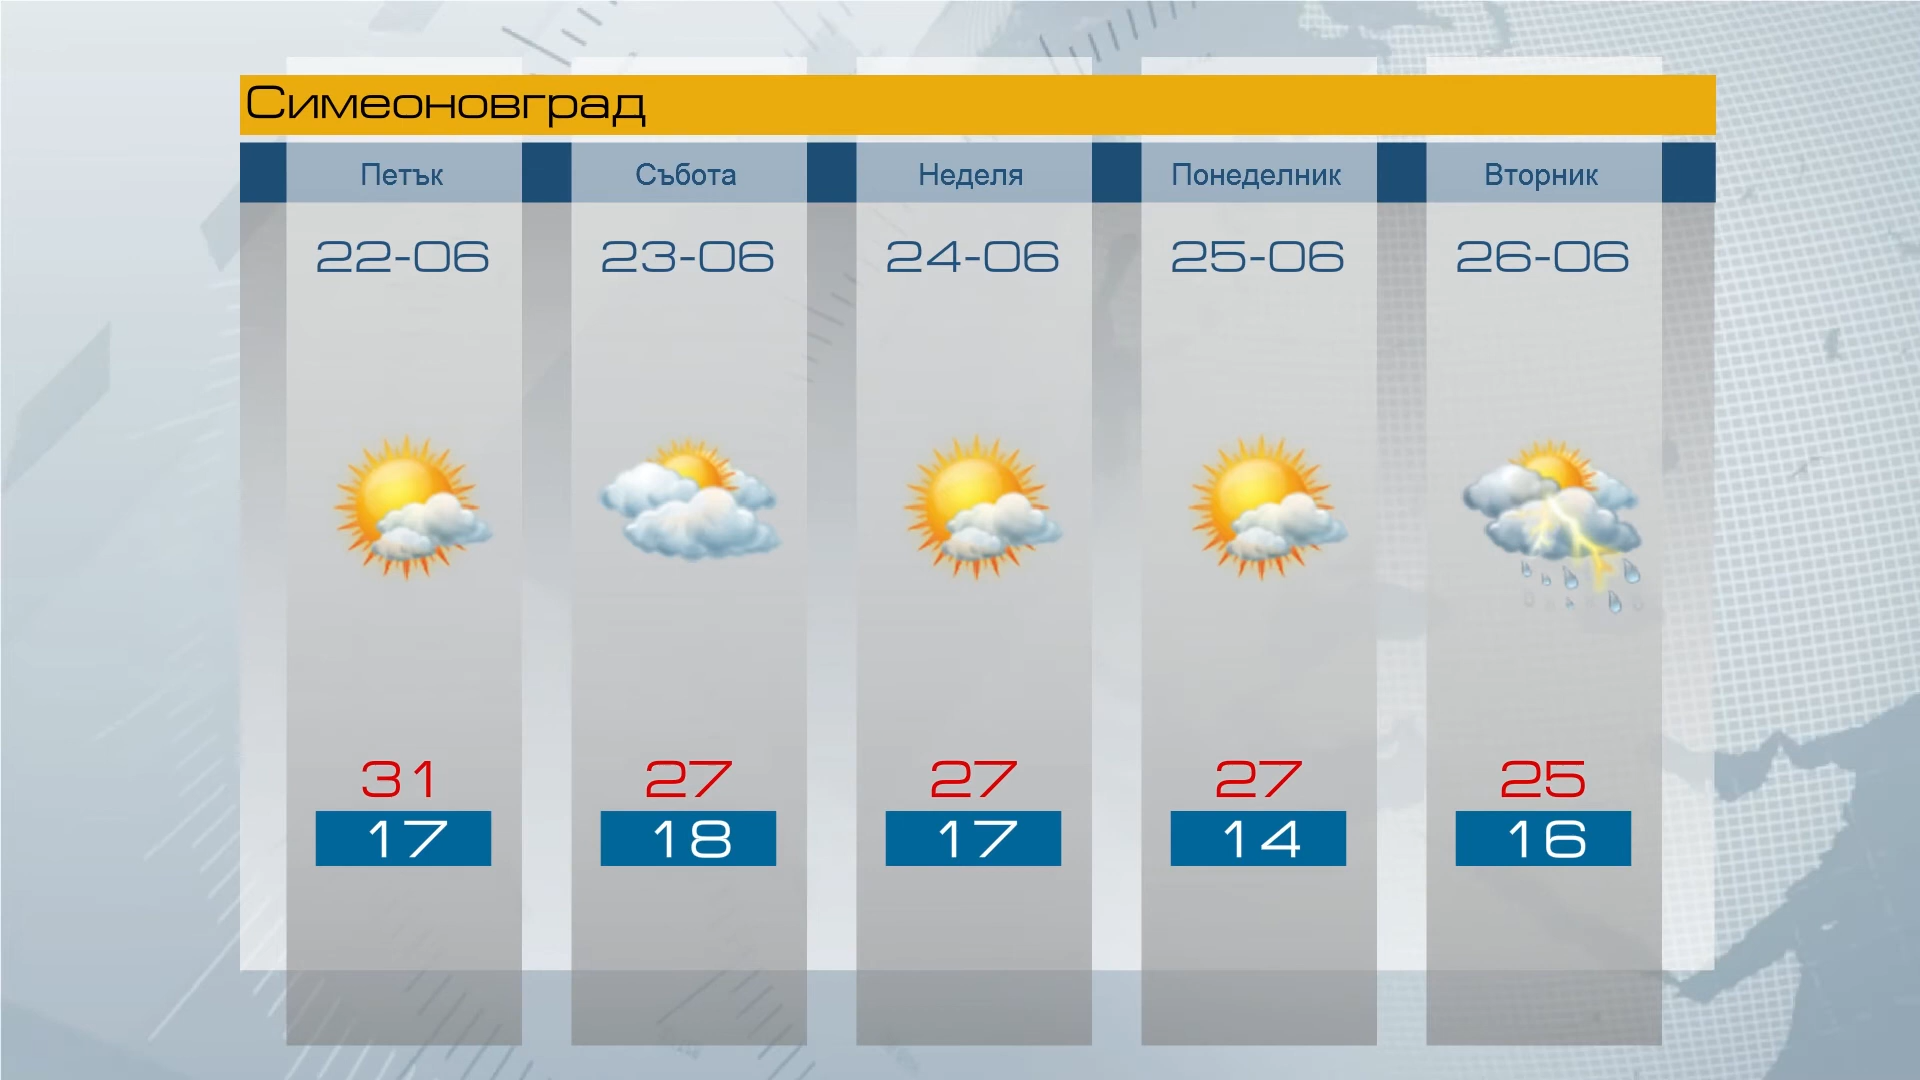 Симеоновград
Петък Събота Неделя Понеделник Вторник
22-06 23-06 24-06 25-06 26-06
31 27 27 27 25
17 18 17 14 16